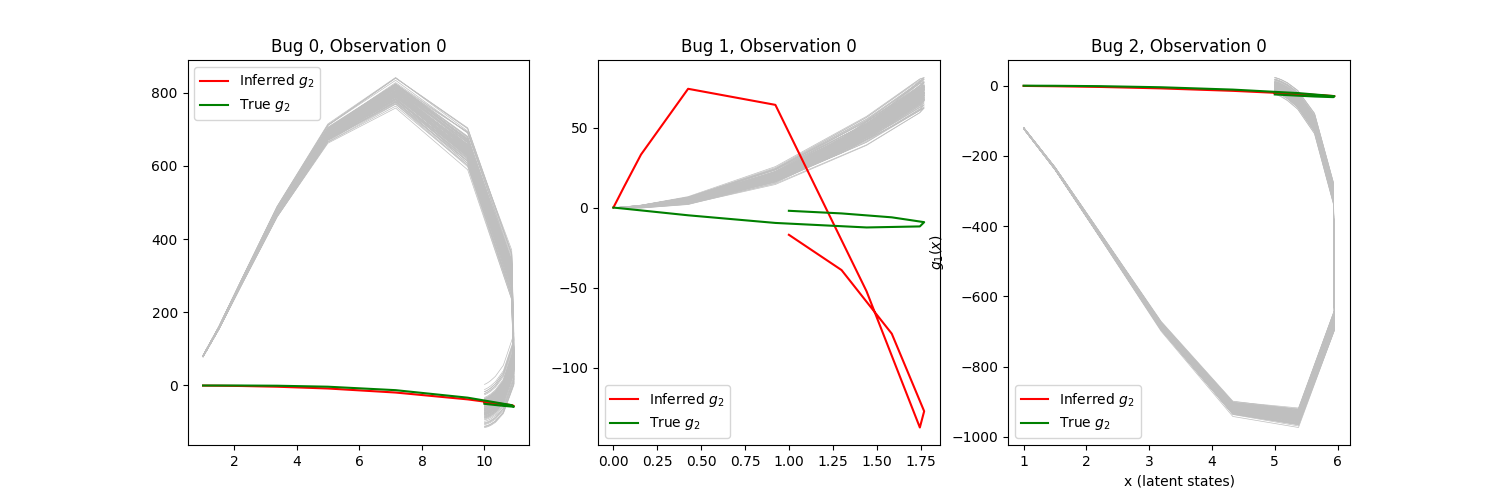 Bug 0, Observation 0
Inferred g₂
True g₂
800
600
400
200
0
2 4 6 8 10
Bug 1, Observation 0
50
0
−50
−100
Inferred g₂
True g₂
0.00 0.25 0.50 0.75 1.00 1.25 1.50 1.75
Bug 2, Observation 0
g₁(x)
0
−200
−400
−600
−800
−1000
Inferred g₂
True g₂
1 2 3 4 5 6
x (latent states)